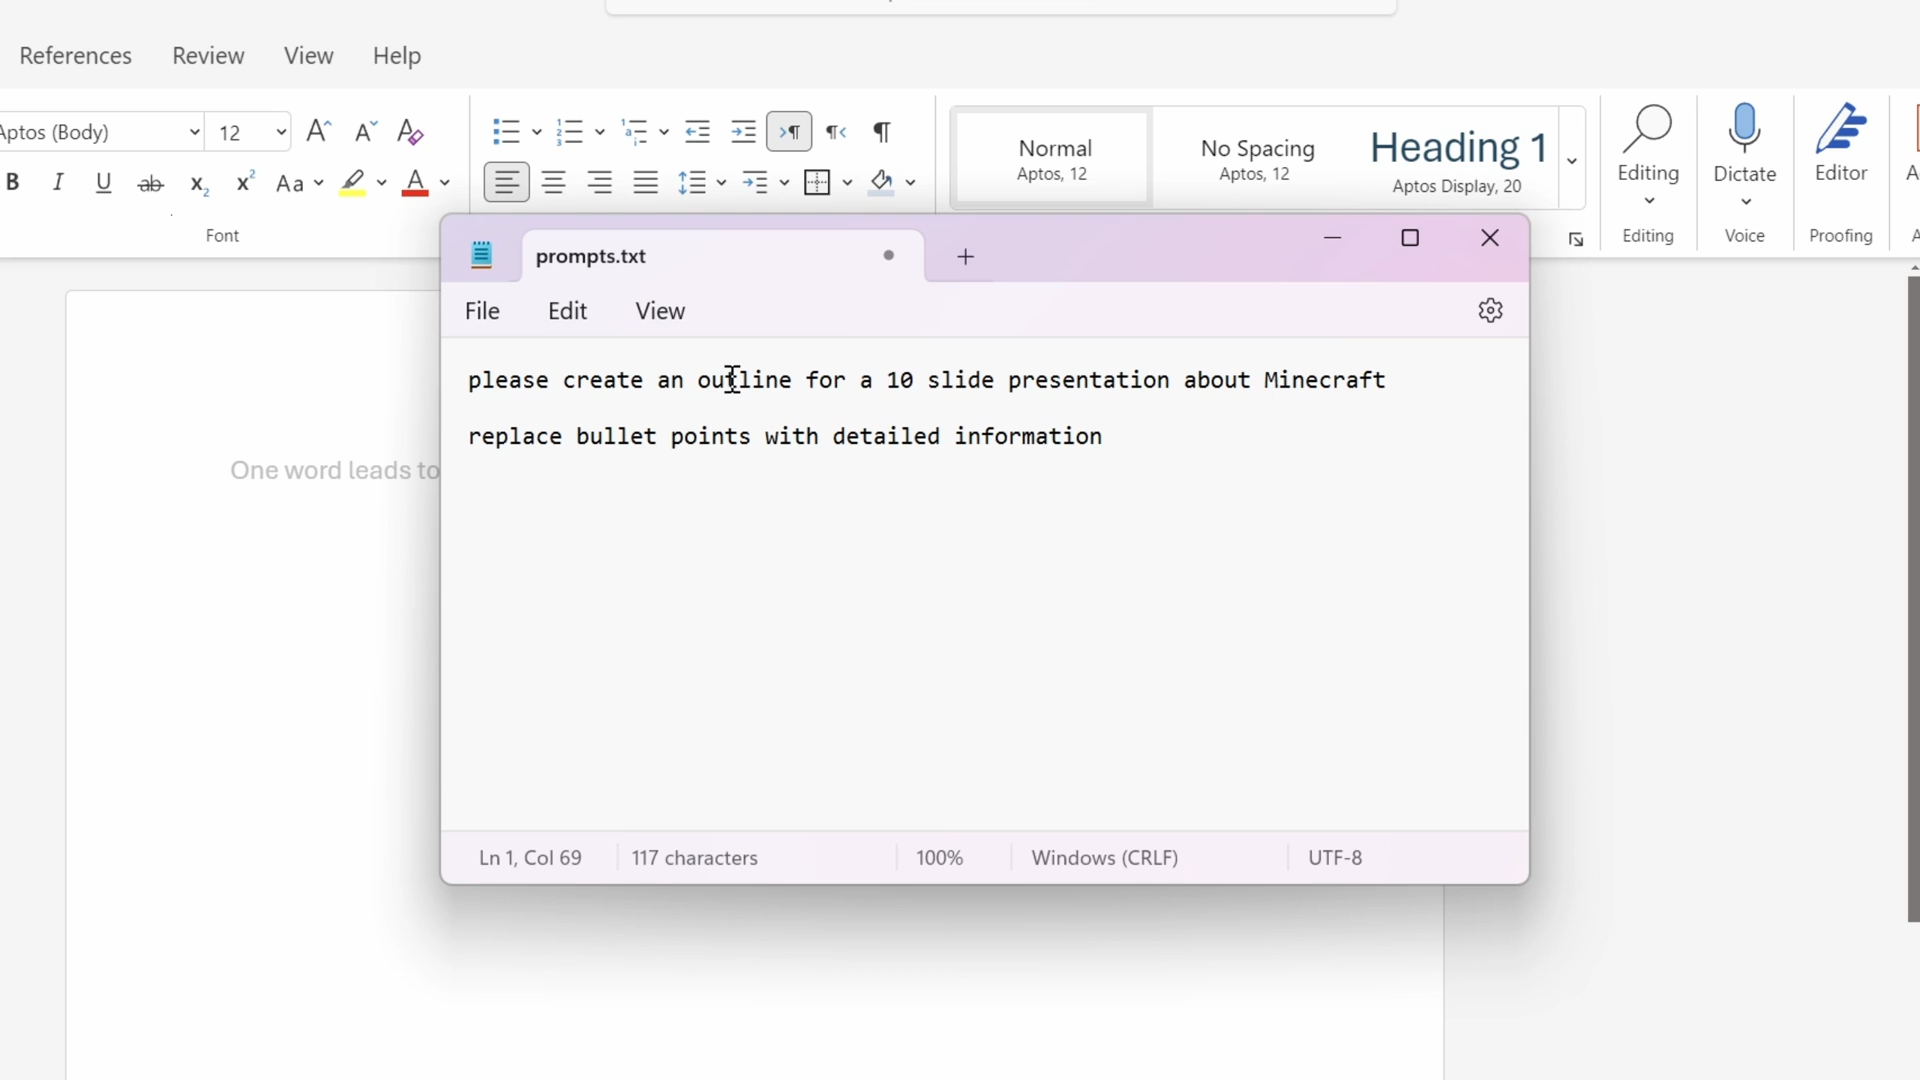 References Review View Help
Aptos (Body) 12
Normal No Spacing Heading 1
Aptos, 12 Aptos, 12 Aptos Display, 20
Editing Dictate Editor
Font Editing Voice Proofing
prompts.txt
File Edit View
please create an outline for a 10 slide presentation about Minecraft
replace bullet points with detailed information
One word leads to
Ln 1, Col 69 117 characters 100% Windows (CRLF) UTF-8